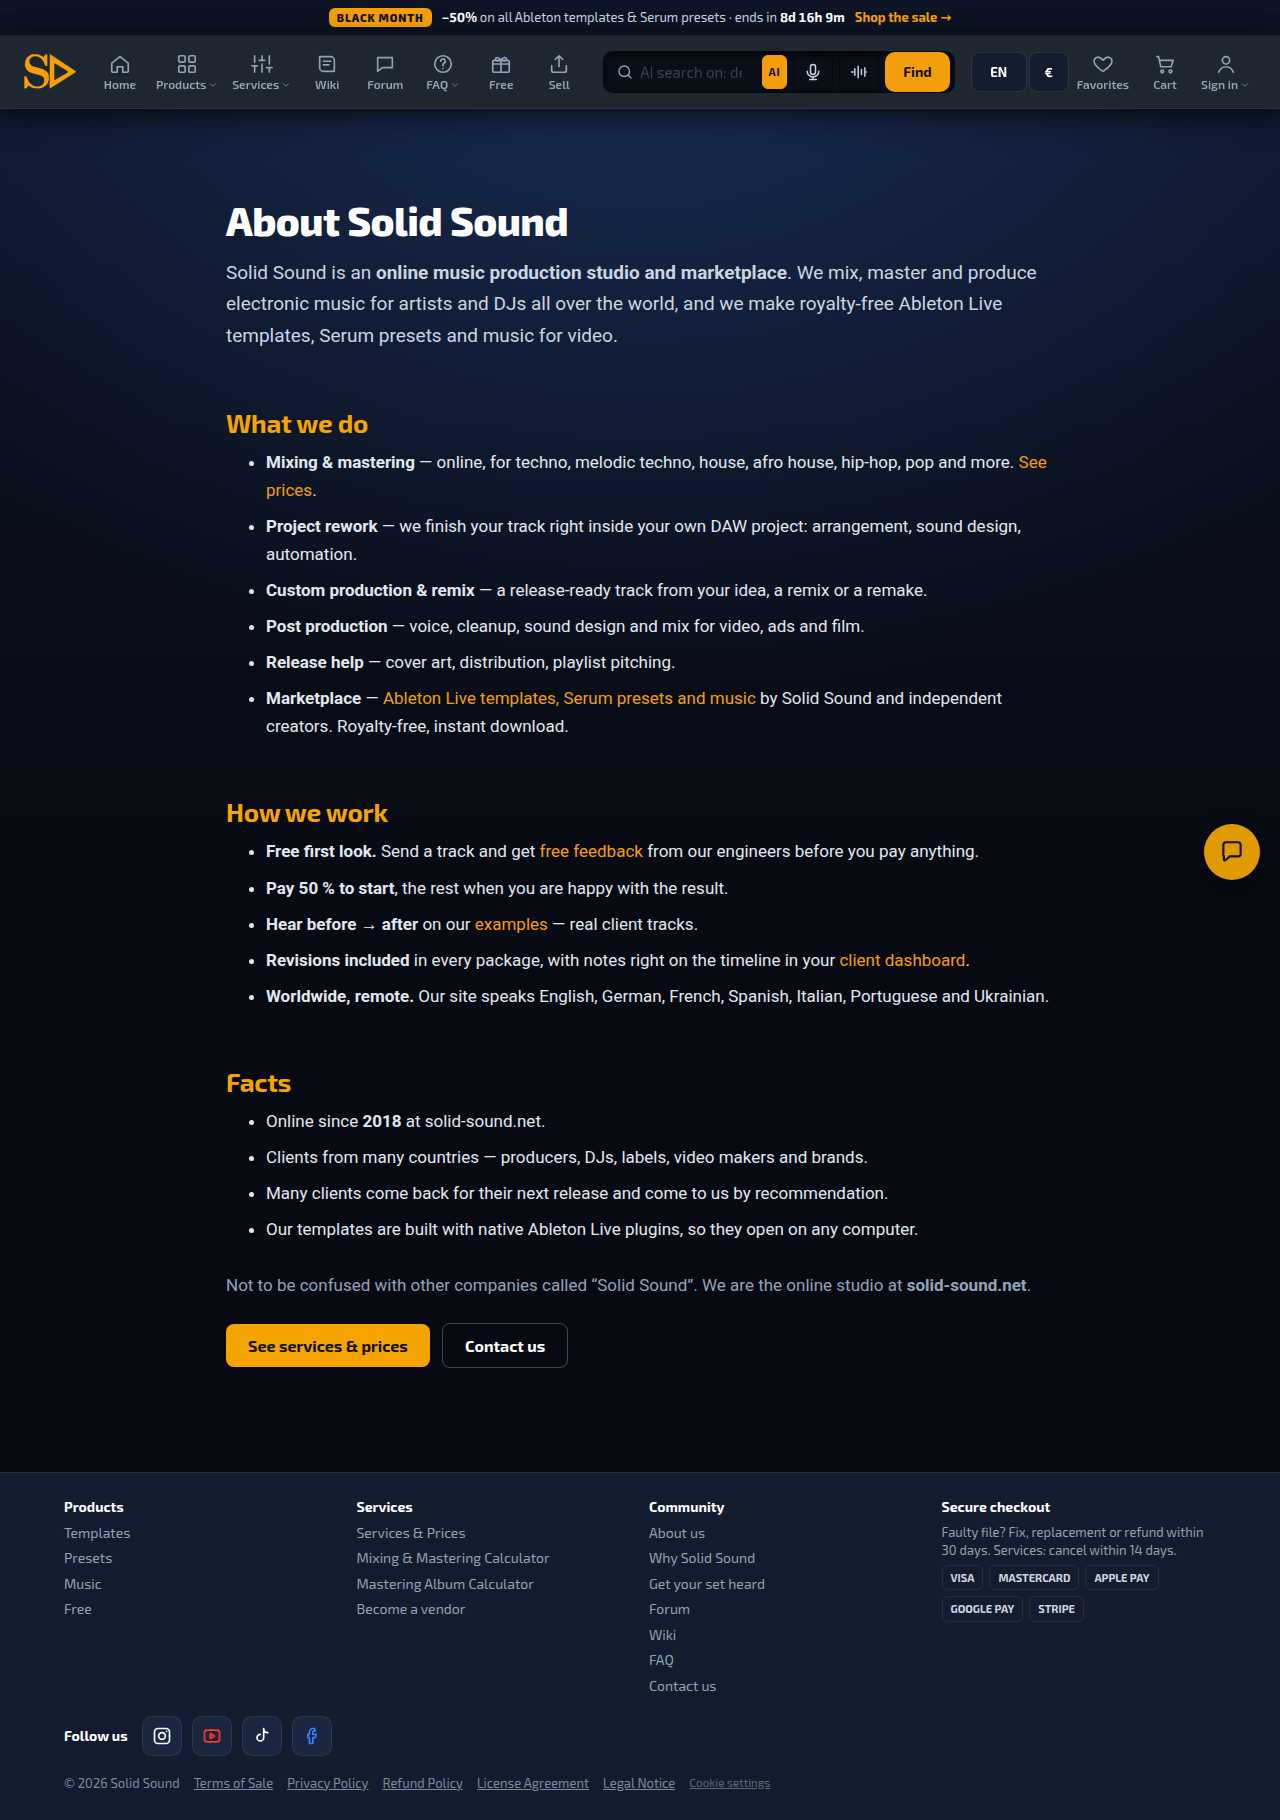 BLACK MONTH −50% on all Ableton templates & Serum presets · ends in 8d 16h 9m Shop the sale →
SD
Home Products Services Wiki Forum FAQ Free Sell AI search on: AI Find EN € Favorites Cart Sign in
About Solid Sound
Solid Sound is an online music production studio and marketplace. We mix, master and produce
electronic music for artists and DJs all over the world, and we make royalty-free Ableton Live
templates, Serum presets and music for video.
What we do
• Mixing & mastering — online, for techno, melodic techno, house, afro house, hip-hop, pop and more. See
prices.
• Project rework — we finish your track right inside your own DAW project: arrangement, sound design,
automation.
• Custom production & remix — a release-ready track from your idea, a remix or a remake.
• Post production — voice, cleanup, sound design and mix for video, ads and film.
• Release help — cover art, distribution, playlist pitching.
• Marketplace — Ableton Live templates, Serum presets and music by Solid Sound and independent
creators. Royalty-free, instant download.
How we work
• Free first look. Send a track and get free feedback from our engineers before you pay anything.
• Pay 50 % to start, the rest when you are happy with the result.
• Hear before → after on our examples — real client tracks.
• Revisions included in every package, with notes right on the timeline in your client dashboard.
• Worldwide, remote. Our site speaks English, German, French, Spanish, Italian, Portuguese and Ukrainian.
Facts
• Online since 2018 at solid-sound.net.
• Clients from many countries — producers, DJs, labels, video makers and brands.
• Many clients come back for their next release and come to us by recommendation.
• Our templates are built with native Ableton Live plugins, so they open on any computer.
Not to be confused with other companies called “Solid Sound”. We are the online studio at solid-sound.net.
See services & prices Contact us
Products
Templates
Presets
Music
Free
Services
Services & Prices
Mixing & Mastering Calculator
Mastering Album Calculator
Become a vendor
Community
About us
Why Solid Sound
Get your set heard
Forum
Wiki
FAQ
Contact us
Secure checkout
Faulty file? Fix, replacement or refund within
30 days. Services: cancel within 14 days.
VISA MASTERCARD APPLE PAY
GOOGLE PAY STRIPE
Follow us
© 2026 Solid Sound Terms of Sale Privacy Policy Refund Policy License Agreement Legal Notice Cookie settings